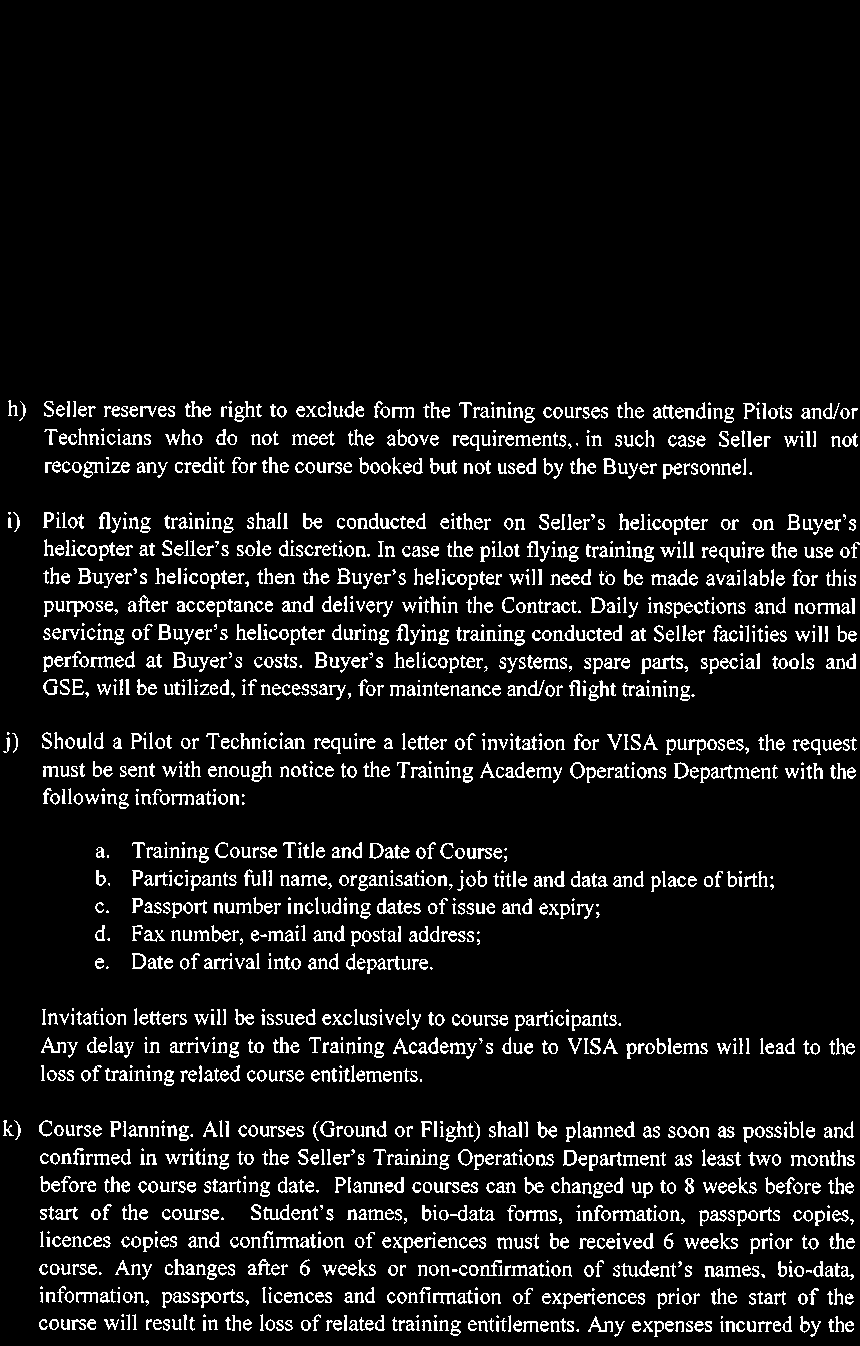 h) Seller reserves the right to exclude form the Training courses the attending Pilots and/or
Technicians who do not meet the above requirements,. in such case Seller will not
recognize any credit for the course booked but not used by the Buyer personnel.
i) Pilot flying training shall be conducted either on Seller's helicopter or on Buyer's
helicopter at Seller's sole discretion. In case the pilot flying training will require the use of
the Buyer's helicopter, then the Buyer's helicopter will need to be made available for this
purpose, after acceptance and delivery within the Contract. Daily inspections and normal
servicing of Buyer's helicopter during flying training conducted at Seller facilities will be
performed at Buyer's costs. Buyer's helicopter, systems, spare parts, special tools and
GSE, will be utilized, if necessary, for maintenance and/or flight training.
j) Should a Pilot or Technician require a letter of invitation for VISA purposes, the request
must be sent with enough notice to the Training Academy Operations Department with the
following information:
a. Training Course Title and Date of Course;
b. Participants full name, organisation, job title and data and place of birth;
c. Passport number including dates of issue and expiry;
d. Fax number, e-mail and postal address;
e. Date of arrival into and departure.
Invitation letters will be issued exclusively to course participants.
Any delay in arriving to the Training Academy's due to VISA problems will lead to the
loss of training related course entitlements.
k) Course Planning. All courses (Ground or Flight) shall be planned as soon as possible and
confirmed in writing to the Seller's Training Operations Department as least two months
before the course starting date. Planned courses can be changed up to 8 weeks before the
start of the course. Student's names, bio-data forms, information, passports copies,
licences copies and confirmation of experiences must be received 6 weeks prior to the
course. Any changes after 6 weeks or non-confirmation of student's names, bio-data,
information, passports, licences and confirmation of experiences prior the start of the
course will result in the loss of related training entitlements. Any expenses incurred by the